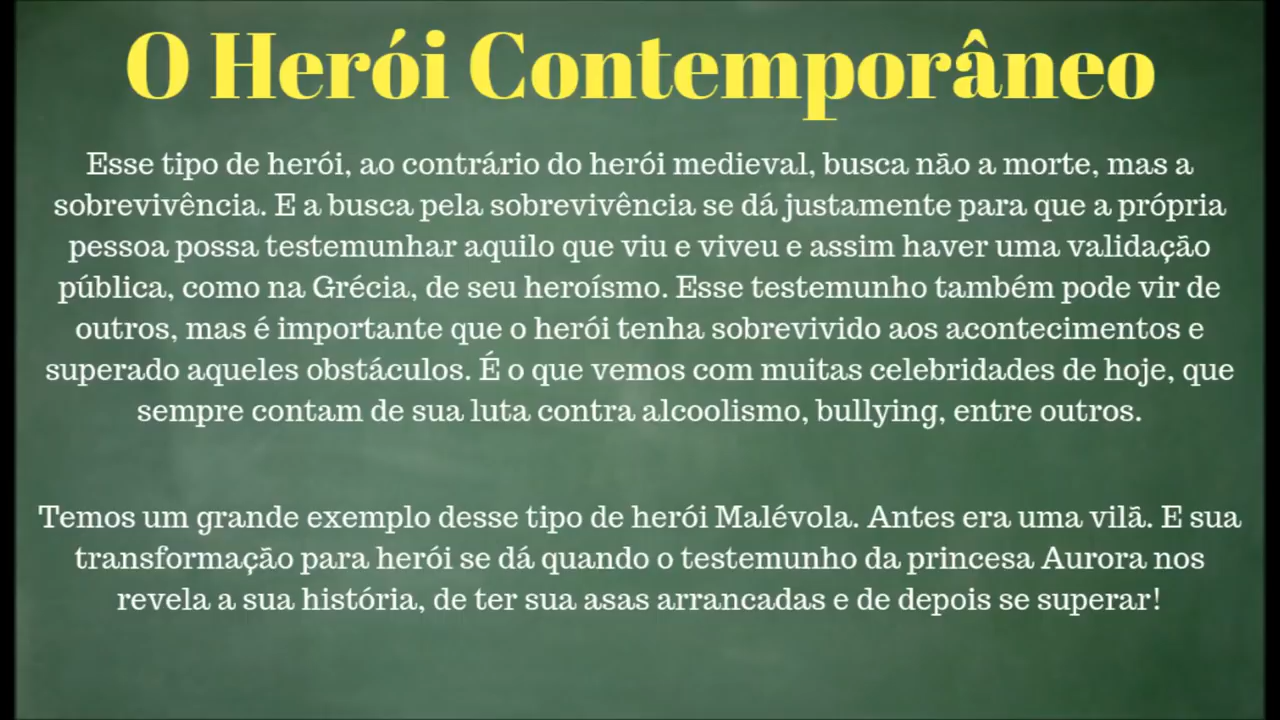 O Herói Contemporâneo
Esse tipo de herói, ao contrário do herói medieval, busca não a morte, mas a
sobrevivência. E a busca pela sobrevivência se dá justamente para que a própria
pessoa possa testemunhar aquilo que viu e viveu e assim haver uma validação
pública, como na Grécia, de seu heroísmo. Esse testemunho também pode vir de
outros, mas é importante que o herói tenha sobrevivido aos acontecimentos e
superado aqueles obstáculos. É o que vemos com muitas celebridades de hoje, que
sempre contam de sua luta contra alcoolismo, bullying, entre outros.
Temos um grande exemplo desse tipo de herói Malévola. Antes era uma vilã. E sua
transformação para herói se dá quando o testemunho da princesa Aurora nos
revela a sua história, de ter sua asas arrancadas e de depois se superar!